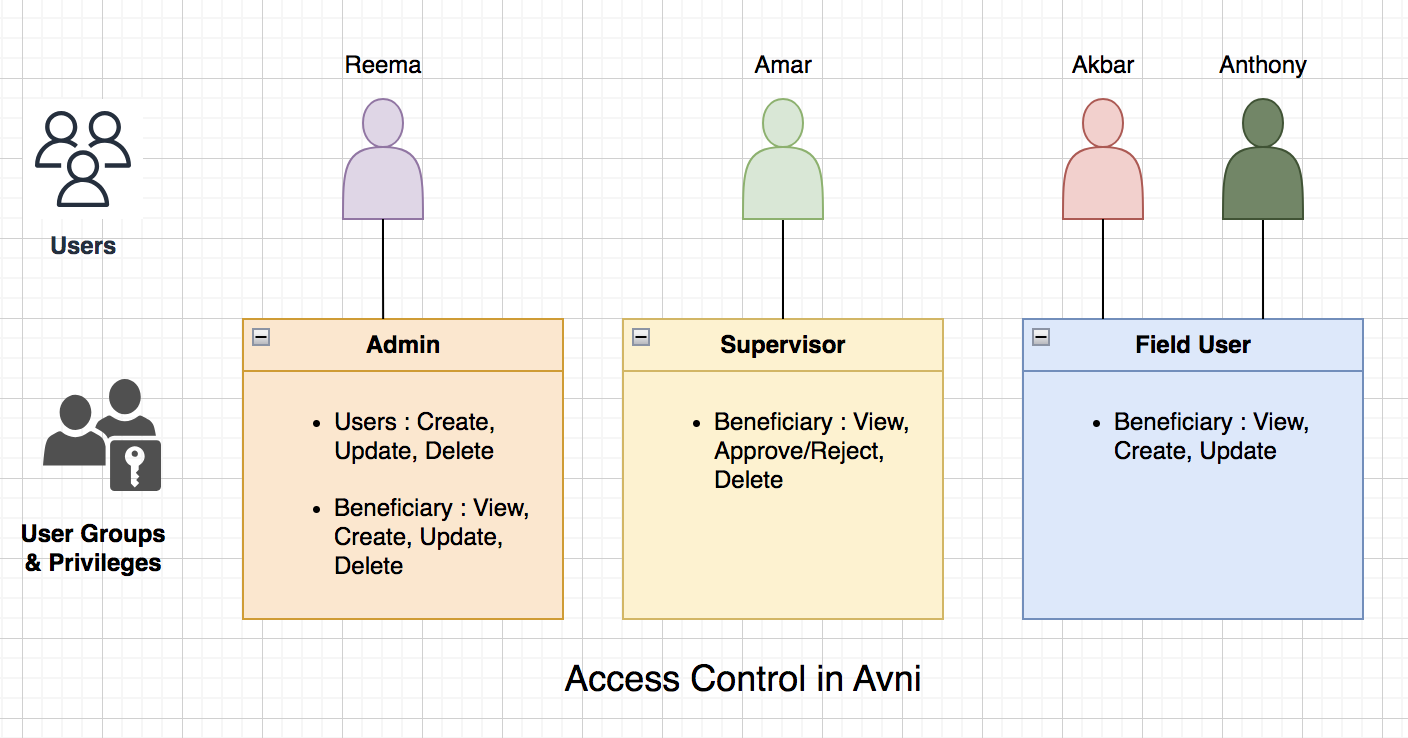 Reema
Amar
Akbar
Anthony
Users
Admin
Supervisor
Field User
• Users : Create,
Update, Delete
• Beneficiary : View,
Create, Update,
Delete
• Beneficiary : View,
Approve/Reject,
Delete
• Beneficiary : View,
Create, Update
User Groups
& Privileges
Access Control in Avni